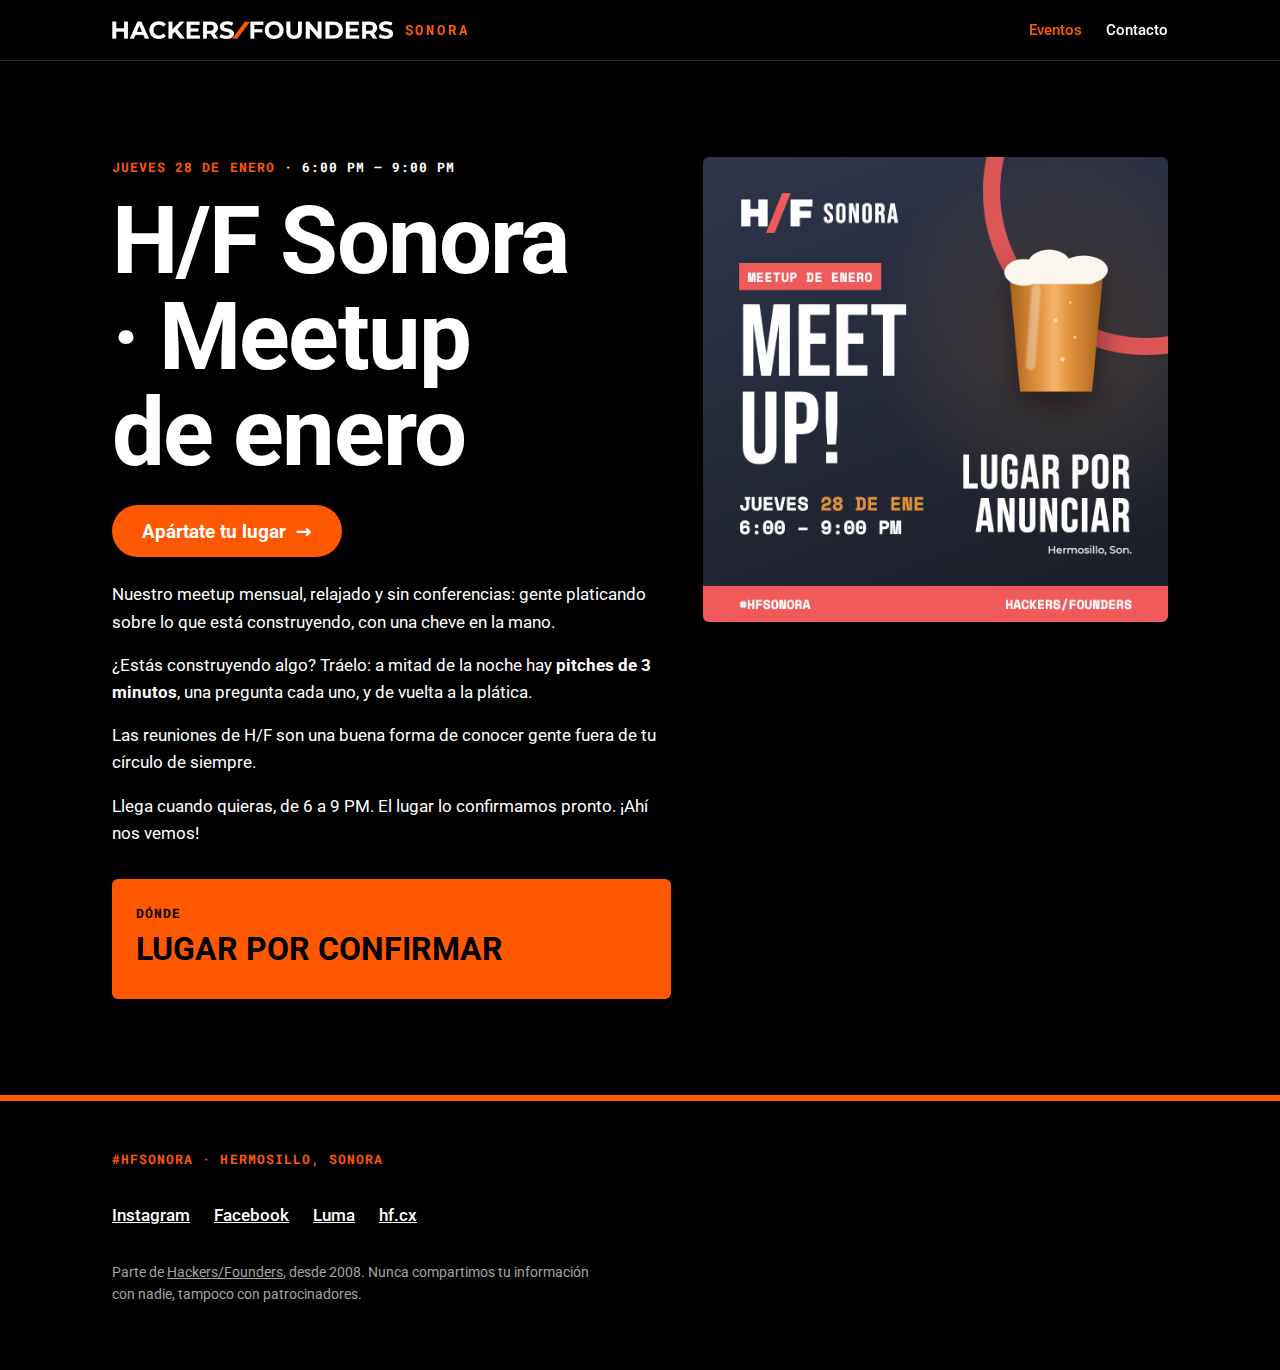 HACKERS/FOUNDERS SONORA
Eventos Contacto
JUEVES 28 DE ENERO · 6:00 PM — 9:00 PM
H/F Sonora
· Meetup
de enero
Apártate tu lugar →
Nuestro meetup mensual, relajado y sin conferencias: gente platicando
sobre lo que está construyendo, con una cheve en la mano.
¿Estás construyendo algo? Tráelo: a mitad de la noche hay pitches de 3
minutos, una pregunta cada uno, y de vuelta a la plática.
Las reuniones de H/F son una buena forma de conocer gente fuera de tu
círculo de siempre.
Llega cuando quieras, de 6 a 9 PM. El lugar lo confirmamos pronto. ¡Ahí
nos vemos!
DÓNDE
LUGAR POR CONFIRMAR
H/F SONORA
MEETUP DE ENERO
MEET
UP!
JUEVES 28 DE ENE
6:00 – 9:00 PM
LUGAR POR
ANUNCIAR
Hermosillo, Son.
#HFSONORA
HACKERS/FOUNDERS
#HFSONORA · HERMOSILLO, SONORA
Instagram Facebook Luma hf.cx
Parte de Hackers/Founders, desde 2008. Nunca compartimos tu información
con nadie, tampoco con patrocinadores.